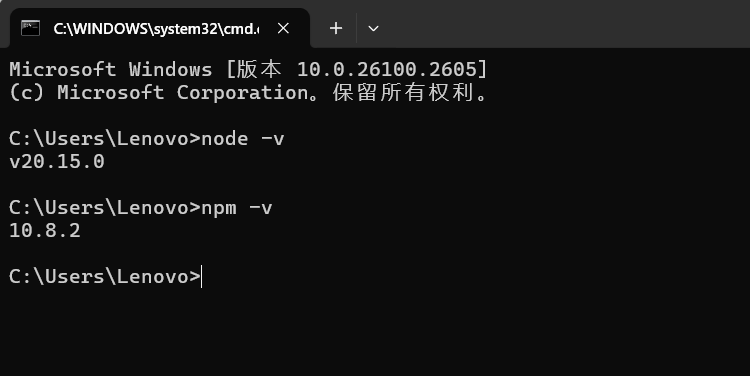 C:\WINDOWS\system32\cmd.e
Microsoft Windows [版本 10.0.26100.2605]
(c) Microsoft Corporation。保留所有权利。
C:\Users\Lenovo>node -v
v20.15.0
C:\Users\Lenovo>npm -v
10.8.2
C:\Users\Lenovo>